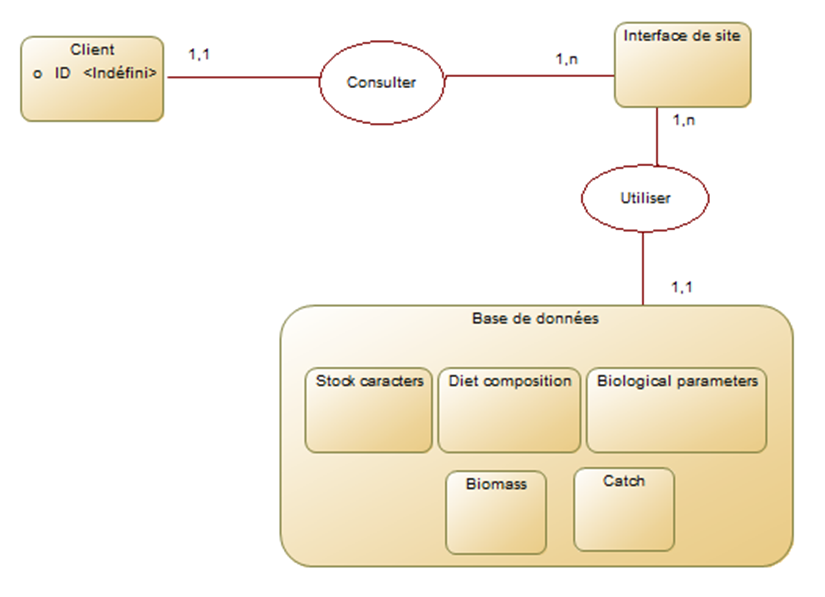 Client
o ID <Indéfini>
1,1
Consulter
1,n
Interface de site
1,n
Utiliser
1,1
Base de données
Stock caracters
Diet composition
Biological parameters
Biomass
Catch